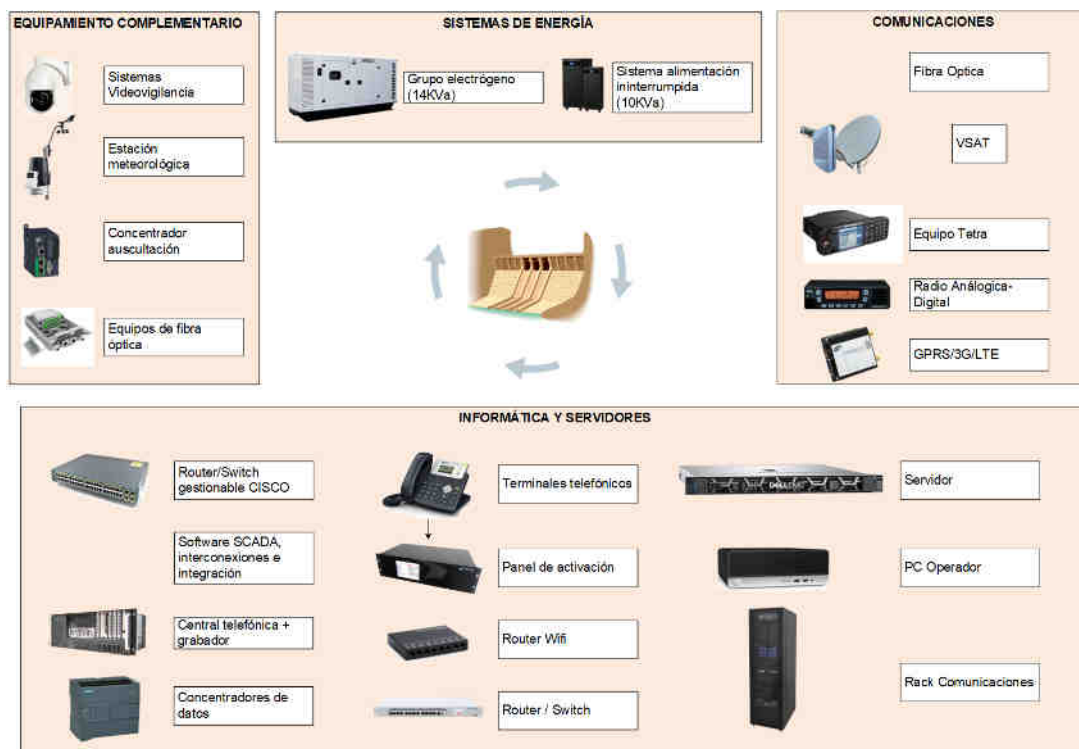 EQUIPAMIENTO COMPLEMENTARIO
Sistemas
Videovigilancia
Estación
meteorológica
Concentrador
auscultación
Equipos de fibra
óptica
SISTEMAS DE ENERGÍA
Grupo electrógeno
(14KVa)
Sistema alimentación
ininterrumpida
(10KVa)
COMUNICACIONES
Fibra Optica
VSAT
Equipo Tetra
Radio Análogica-
Digital
GPRS/3G/LTE
INFORMÁTICA Y SERVIDORES
Router/Switch
gestionable CISCO
Software SCADA,
interconexiones e
integración
Central telefónica +
grabador
Concentradores de
datos
Terminales telefónicos
Panel de activación
Router Wifi
Router / Switch
DELL
Servidor
PC Operador
Rack Comunicaciones